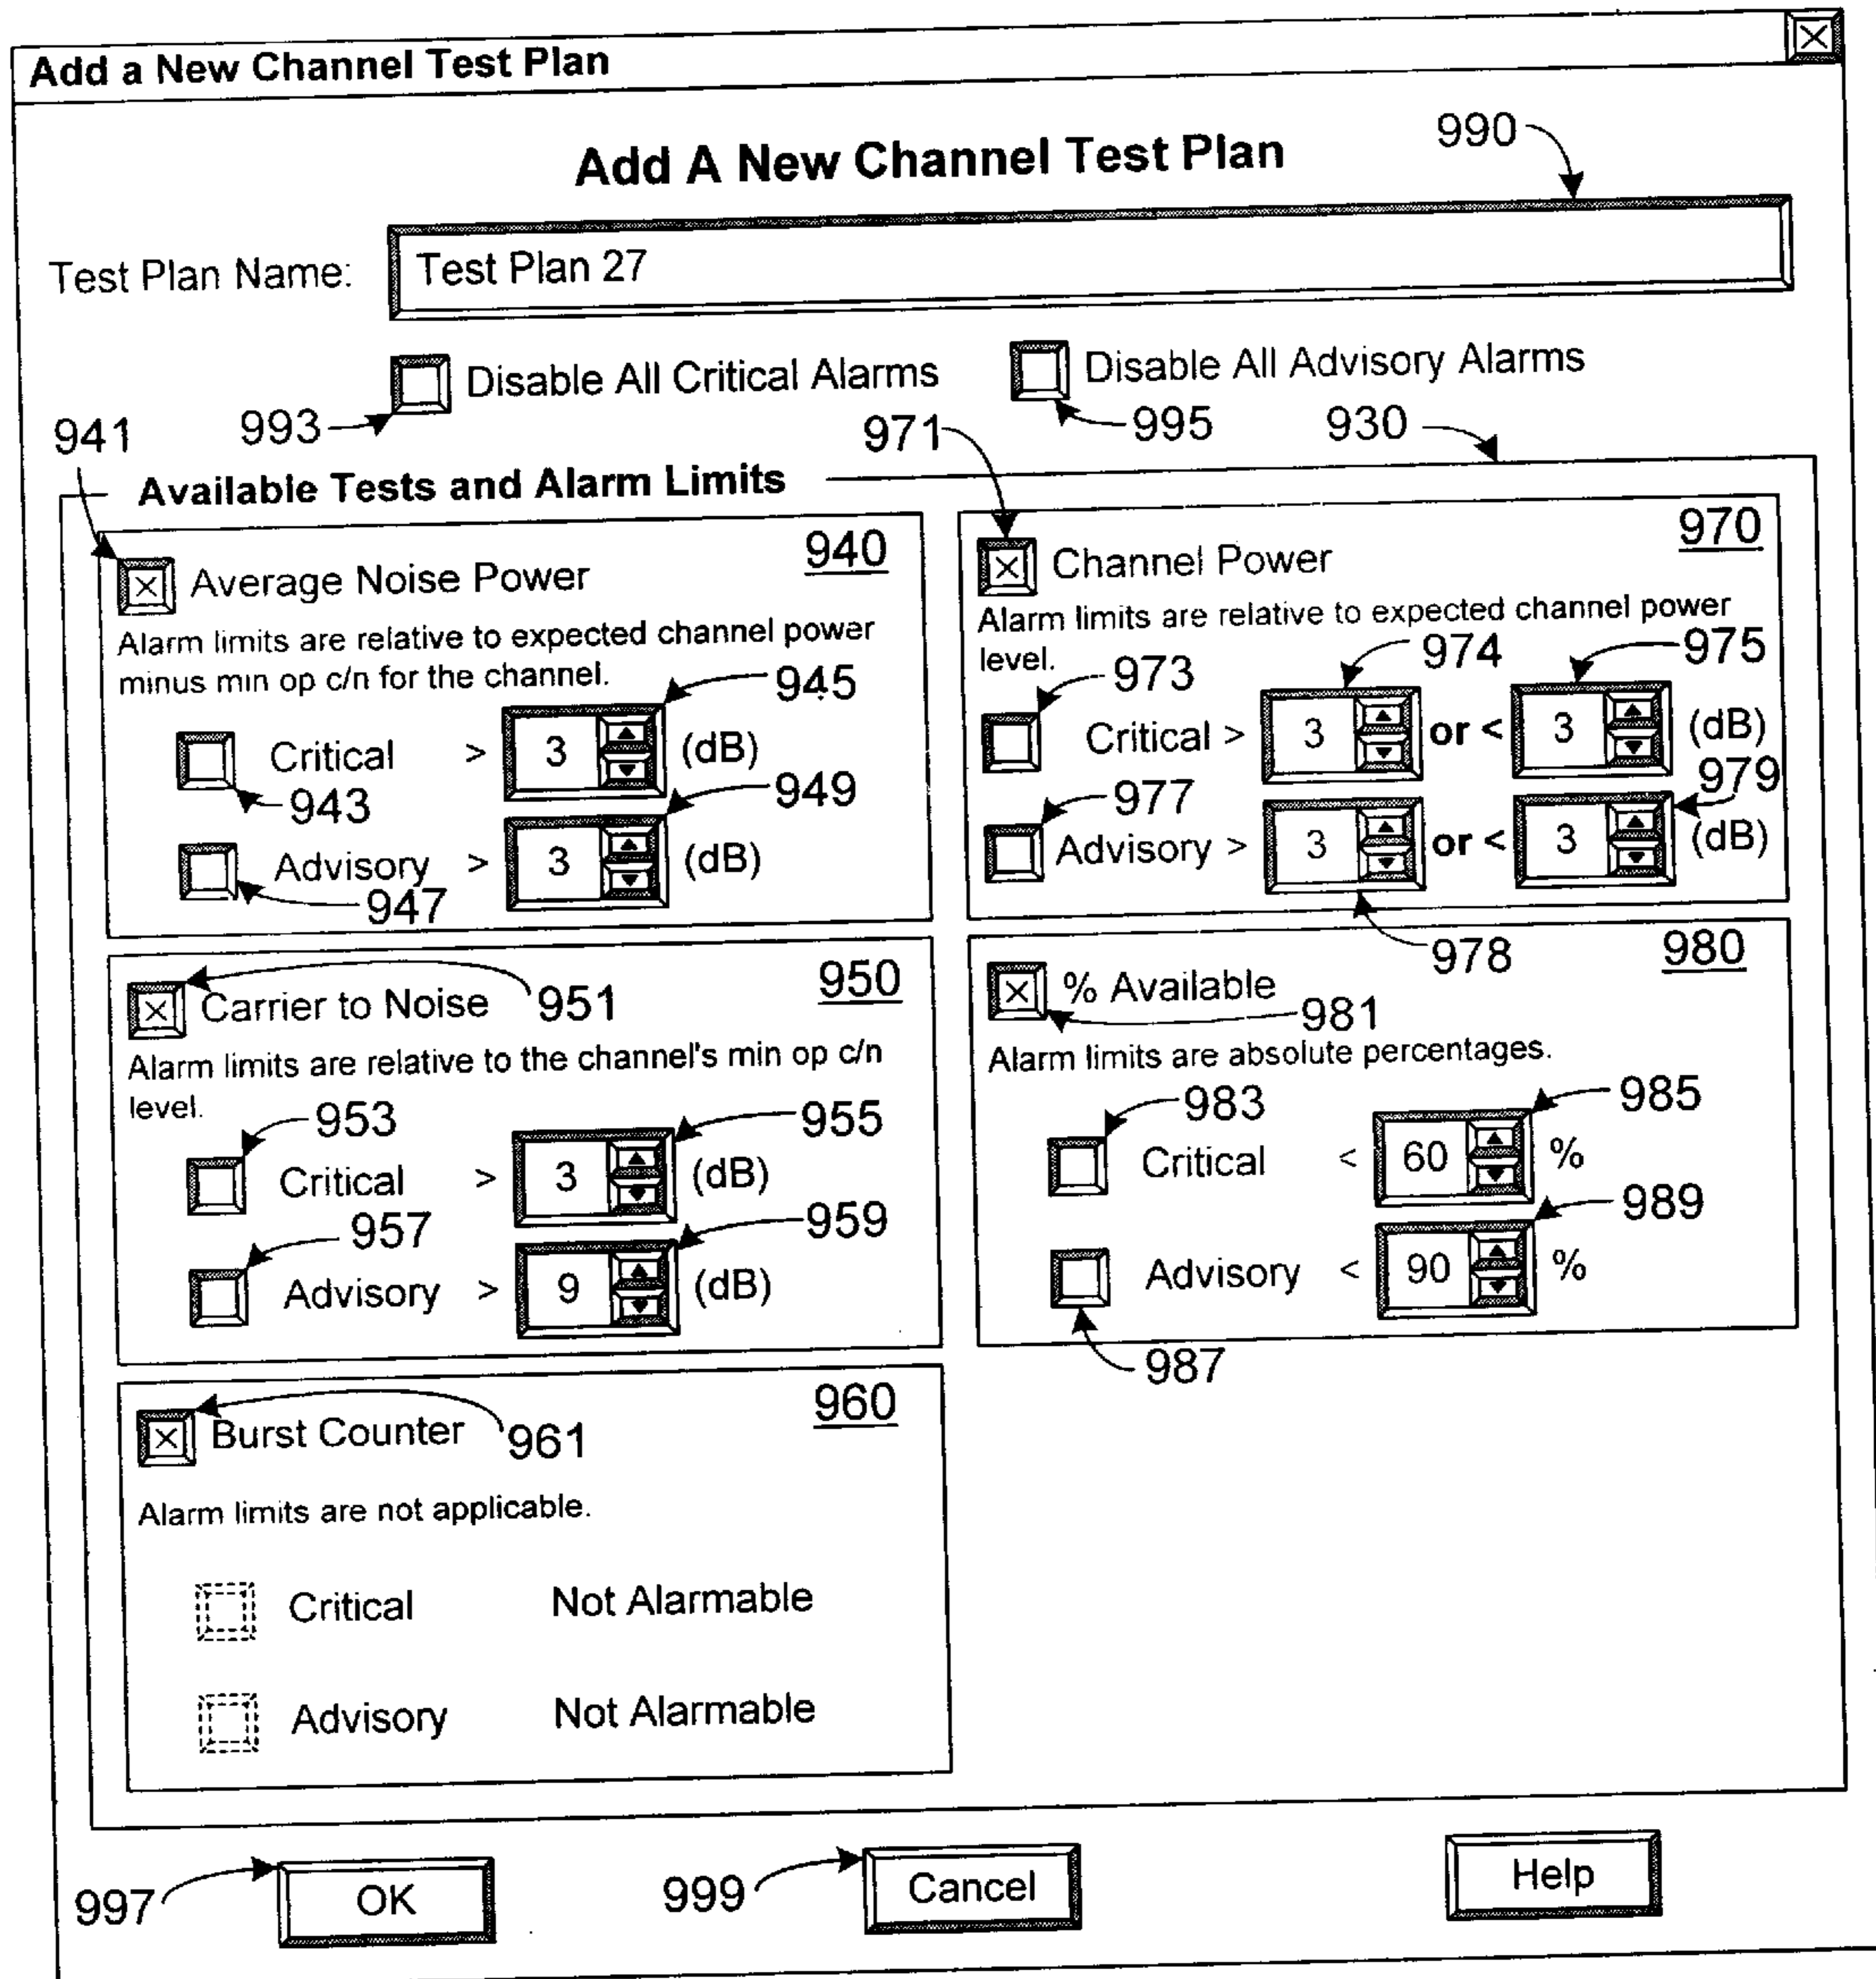 Add a New Channel Test Plan
Add A New Channel Test Plan
990
Test Plan Name:
Test Plan 27
Disable All Critical Alarms
Disable All Advisory Alarms
941
993
971
995
930
Available Tests and Alarm Limits
940
Average Noise Power
Alarm limits are relative to expected channel power
minus min op c/n for the channel.
945
Critical > 3 (dB)
943
949
Advisory > 3 (dB)
947
970
Channel Power
Alarm limits are relative to expected channel power
level.
973
974
975
Critical > 3 or < 3 (dB)
977
979
Advisory > 3 or < 3 (dB)
978
950
Carrier to Noise
951
Alarm limits are relative to the channel's min op c/n
level.
953
955
Critical > 3 (dB)
957
959
Advisory > 9 (dB)
980
% Available
981
Alarm limits are absolute percentages.
983
985
Critical < 60 %
989
Advisory < 90 %
987
960
Burst Counter
961
Alarm limits are not applicable.
Critical Not Alarmable
Advisory Not Alarmable
997
OK
999
Cancel
Help